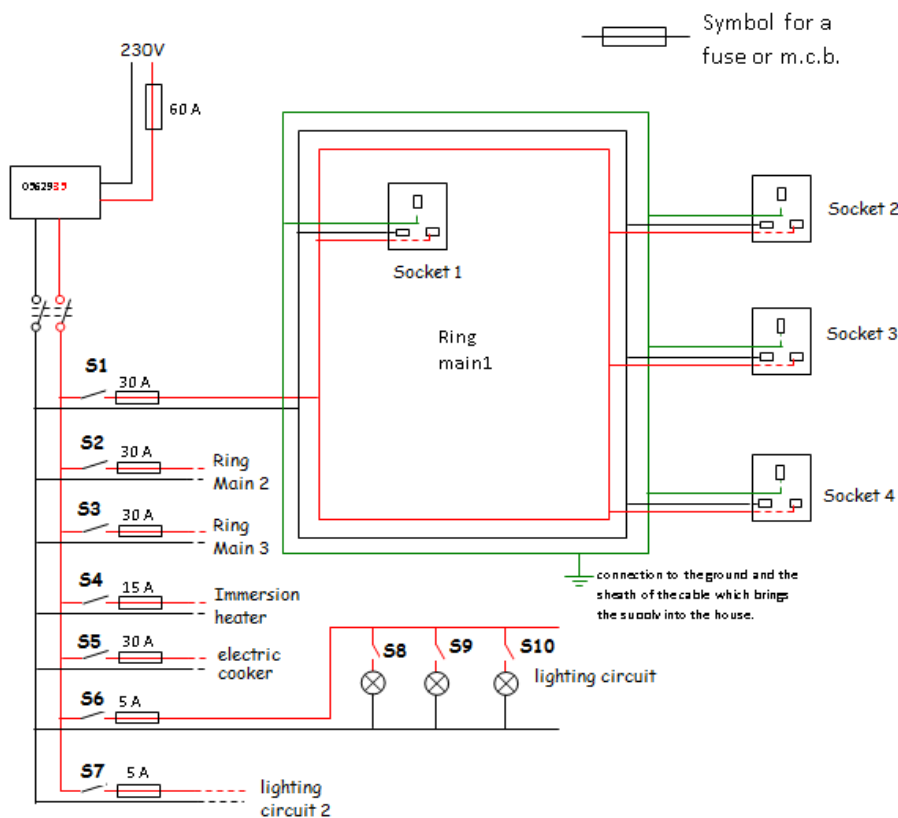 Symbol for a
fuse or m.c.b.
230V
60 A
0562935
Socket 1
Socket 2
Ring
main1
Socket 3
S1
30 A
S2
30 A
Ring
Main 2
Socket 4
S3
30 A
Ring
Main 3
connection to the ground and the
sheath of the cable which brings
the supply into the house.
S4
15 A
Immersion
heater
S5
30 A
electric
cooker
S8
S9
S10
lighting circuit
S6
5 A
S7
5 A
lighting
circuit 2